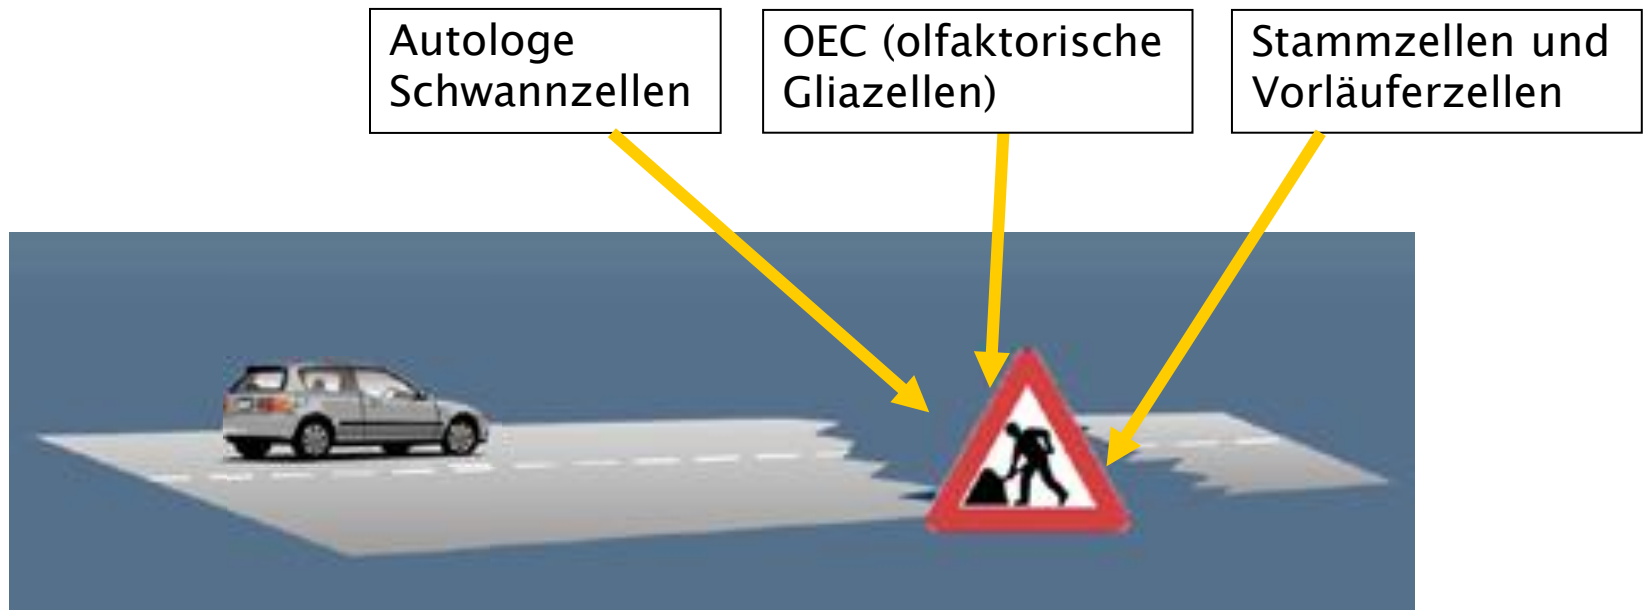 Autologe
Schwannzellen
OEC (olfaktorische
Gliazellen)
Stammzellen und
Vorläuferzellen